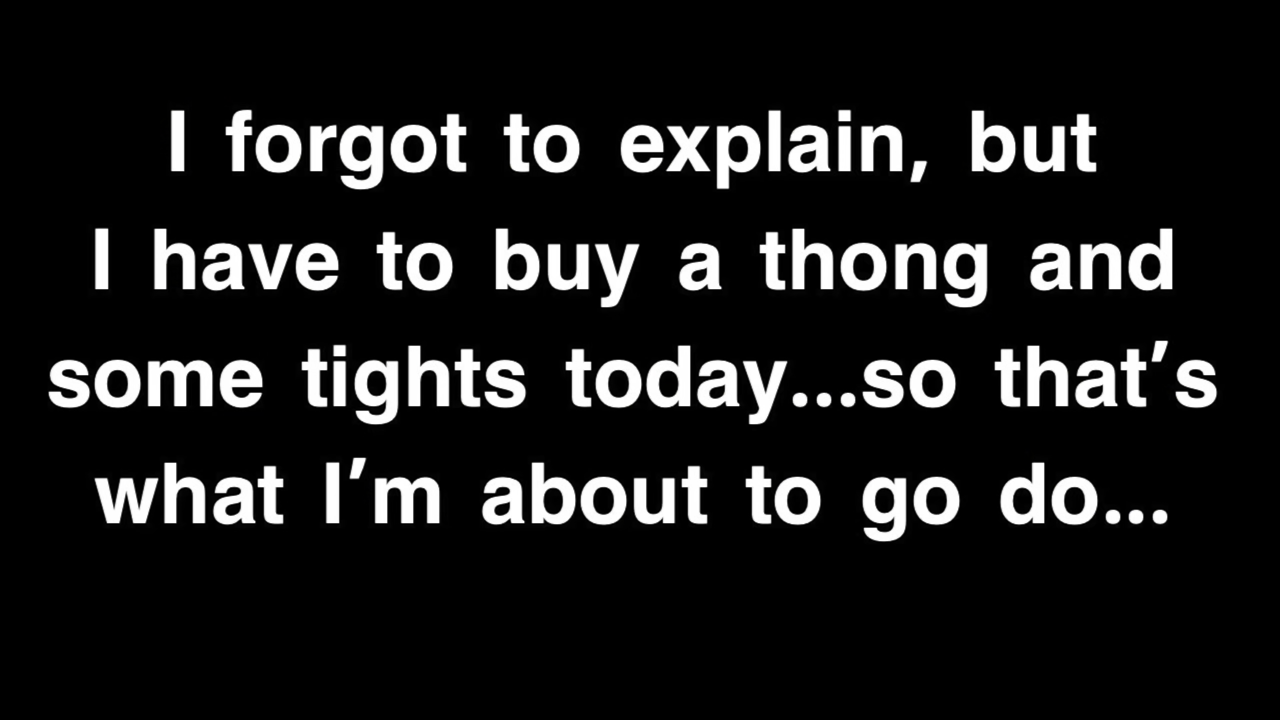 I forgot to explain, but
I have to buy a thong and
some tights today...so that's
what I'm about to go do...